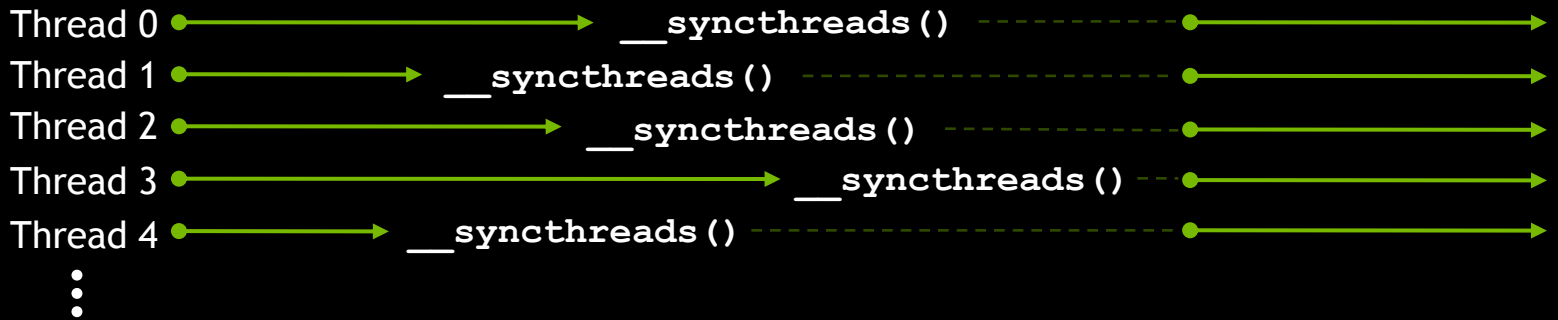 Thread 0 __syncthreads()
Thread 1 __syncthreads()
Thread 2 __syncthreads()
Thread 3 __syncthreads()
Thread 4 __syncthreads()